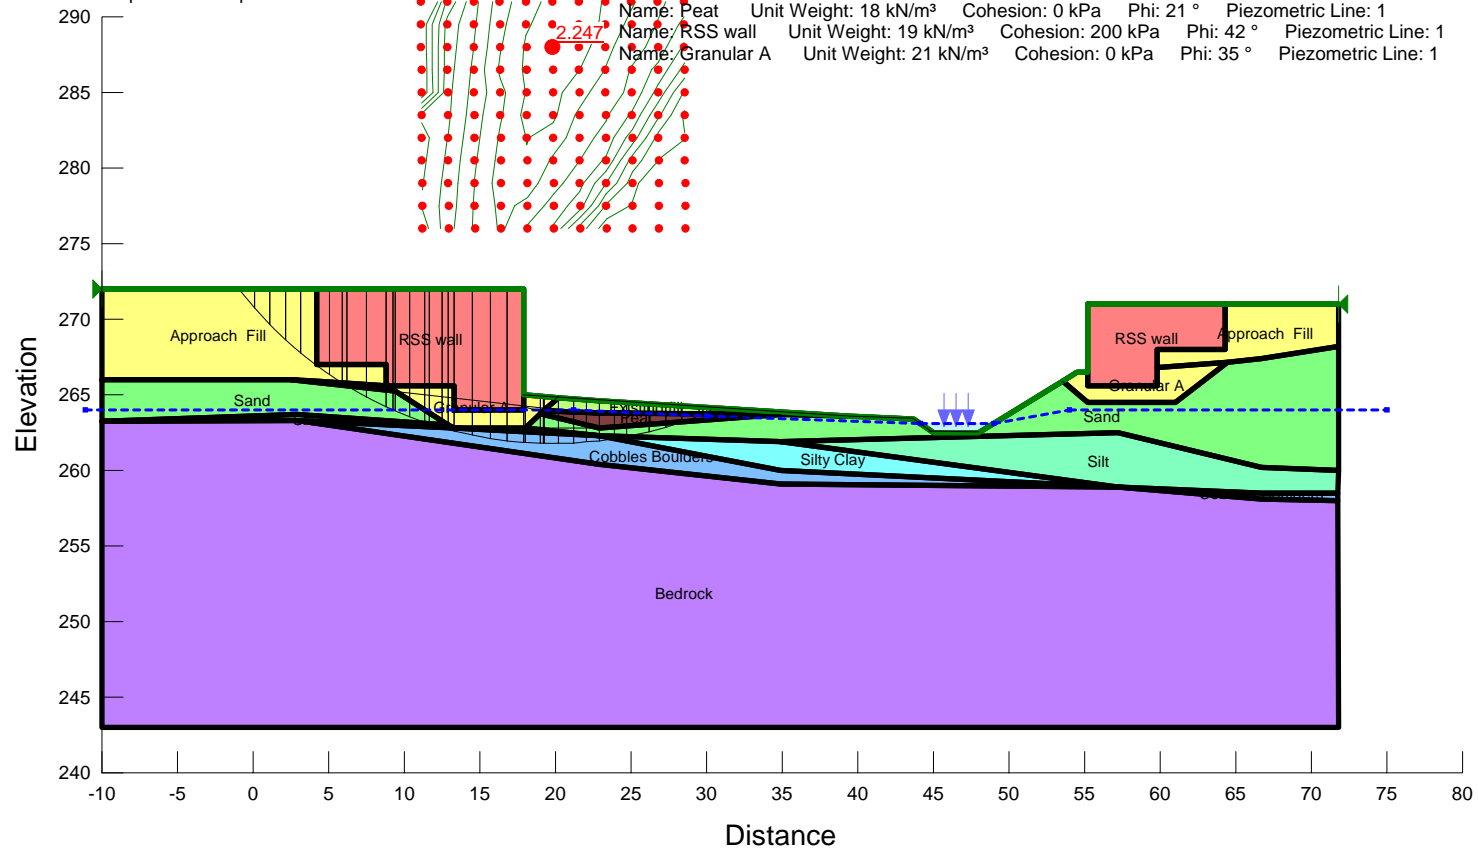 Name: Peat Unit Weight: 18 kN/m³ Cohesion: 0 kPa Phi: 21 ° Piezometric Line: 1
Name: RSS wall Unit Weight: 19 kN/m³ Cohesion: 200 kPa Phi: 42 ° Piezometric Line: 1
Name: Granular A Unit Weight: 21 kN/m³ Cohesion: 0 kPa Phi: 35 ° Piezometric Line: 1
2.247
290
285
280
275
270
265
260
255
250
245
240
Elevation
Approach Fill
RSS wall
RSS wall
Approach Fill
Granular A
Sand
Granular A
Peat
Sand
Cobbles Boulders
Silty Clay
Silt
Bedrock
-10 -5 0 5 10 15 20 25 30 35 40 45 50 55 60 65 70 75 80
Distance